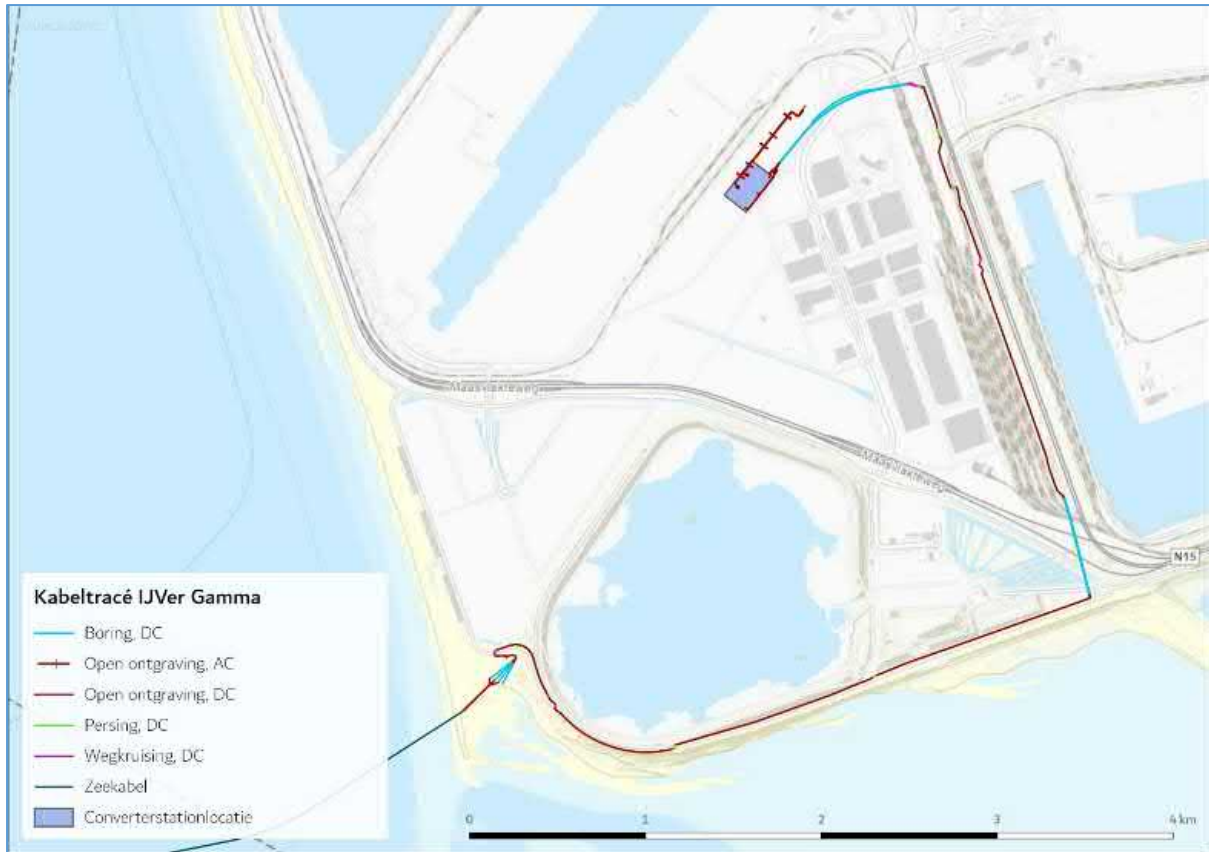 Maasvlakteweg
N15
Kabeltracé IJVer Gamma
Boring, DC
Open ontgraving, AC
Open ontgraving, DC
Persing, DC
Wegkruising, DC
Zeekabel
Converterstationlocatie
0 1 2 3 4 km